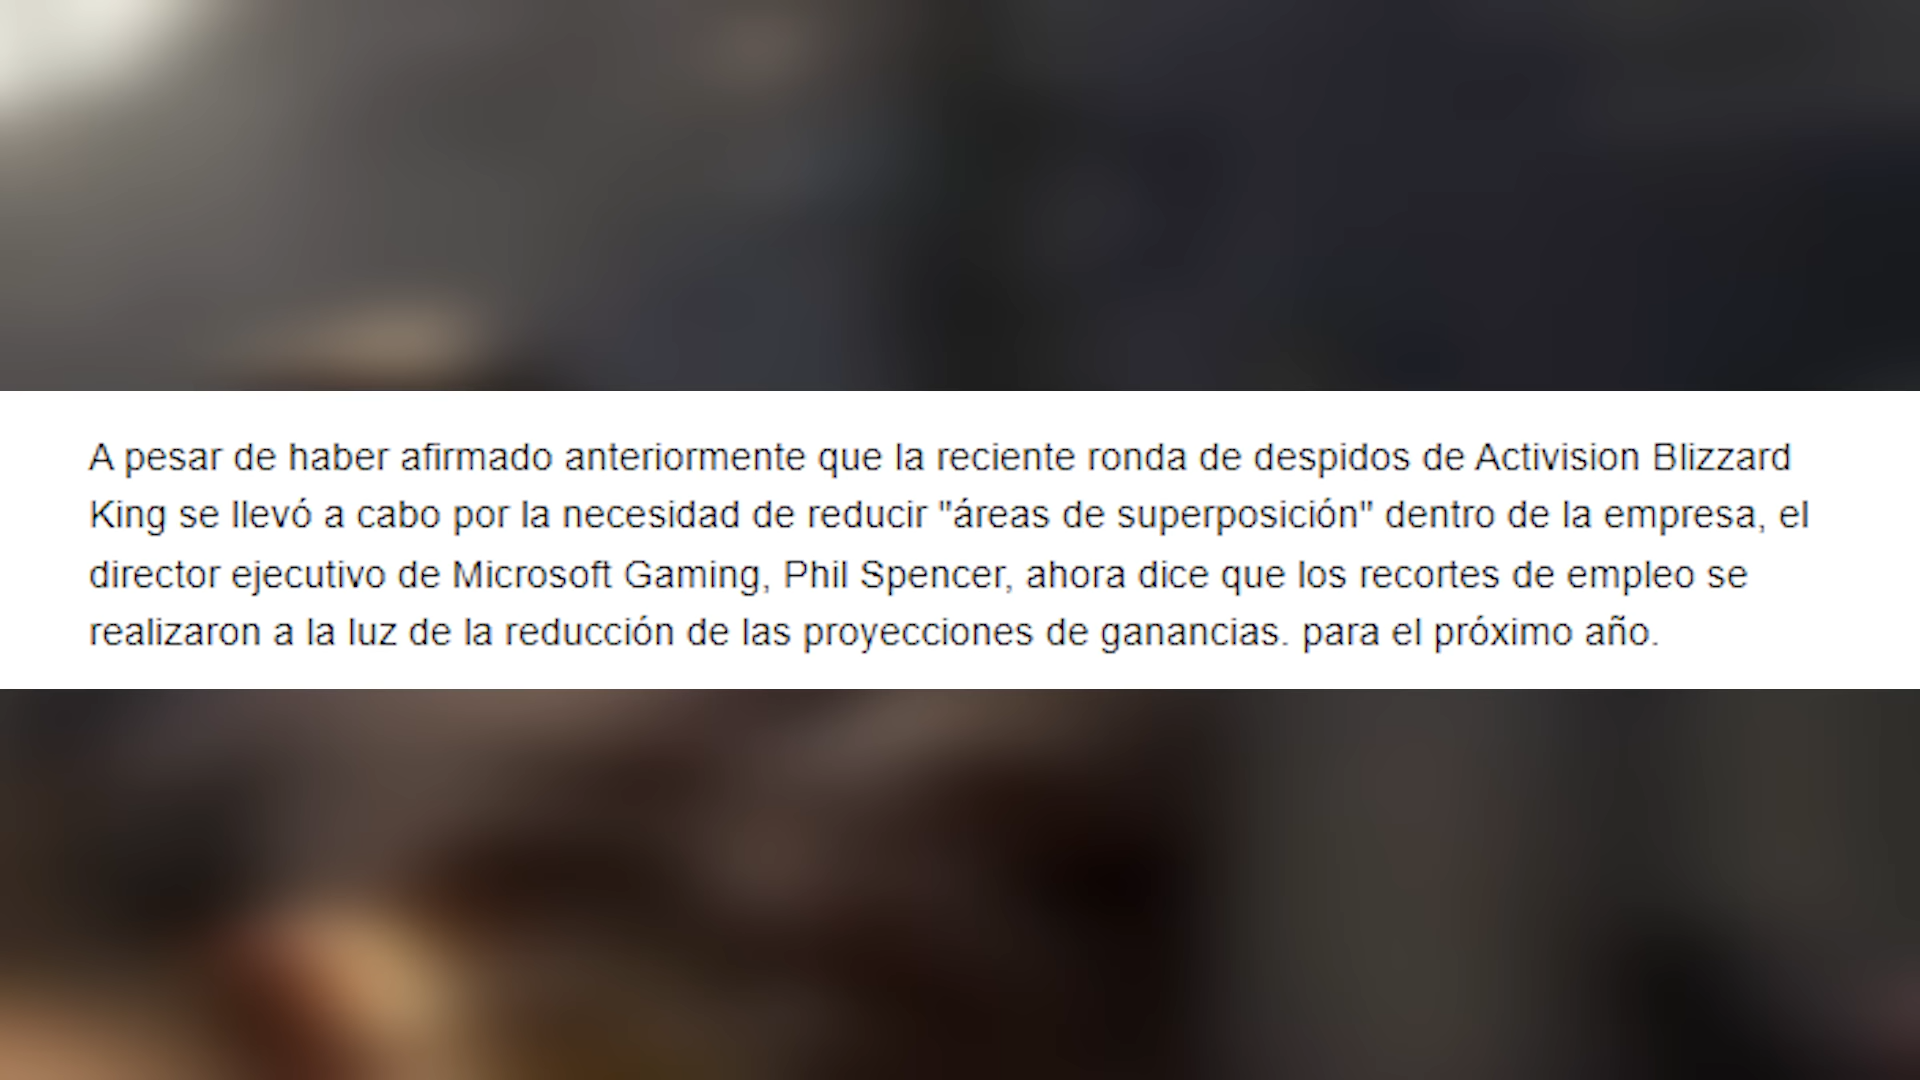 A pesar de haber afirmado anteriormente que la reciente ronda de despidos de Activision Blizzard
King se llevó a cabo por la necesidad de reducir "áreas de superposición" dentro de la empresa, el
director ejecutivo de Microsoft Gaming, Phil Spencer, ahora dice que los recortes de empleo se
realizaron a la luz de la reducción de las proyecciones de ganancias. para el próximo año.